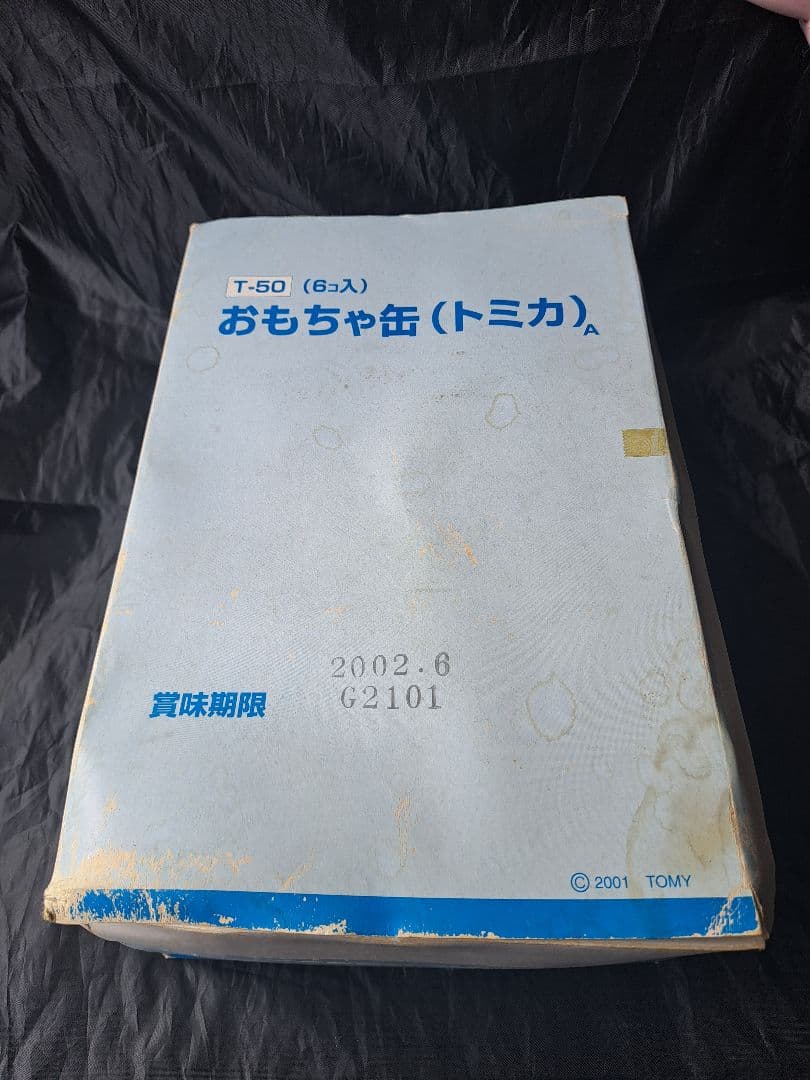 T-50 (6コ入)
おもちゃ缶(トミカ)A
2002.6
賞味期限 G2101
© 2001 TOMY